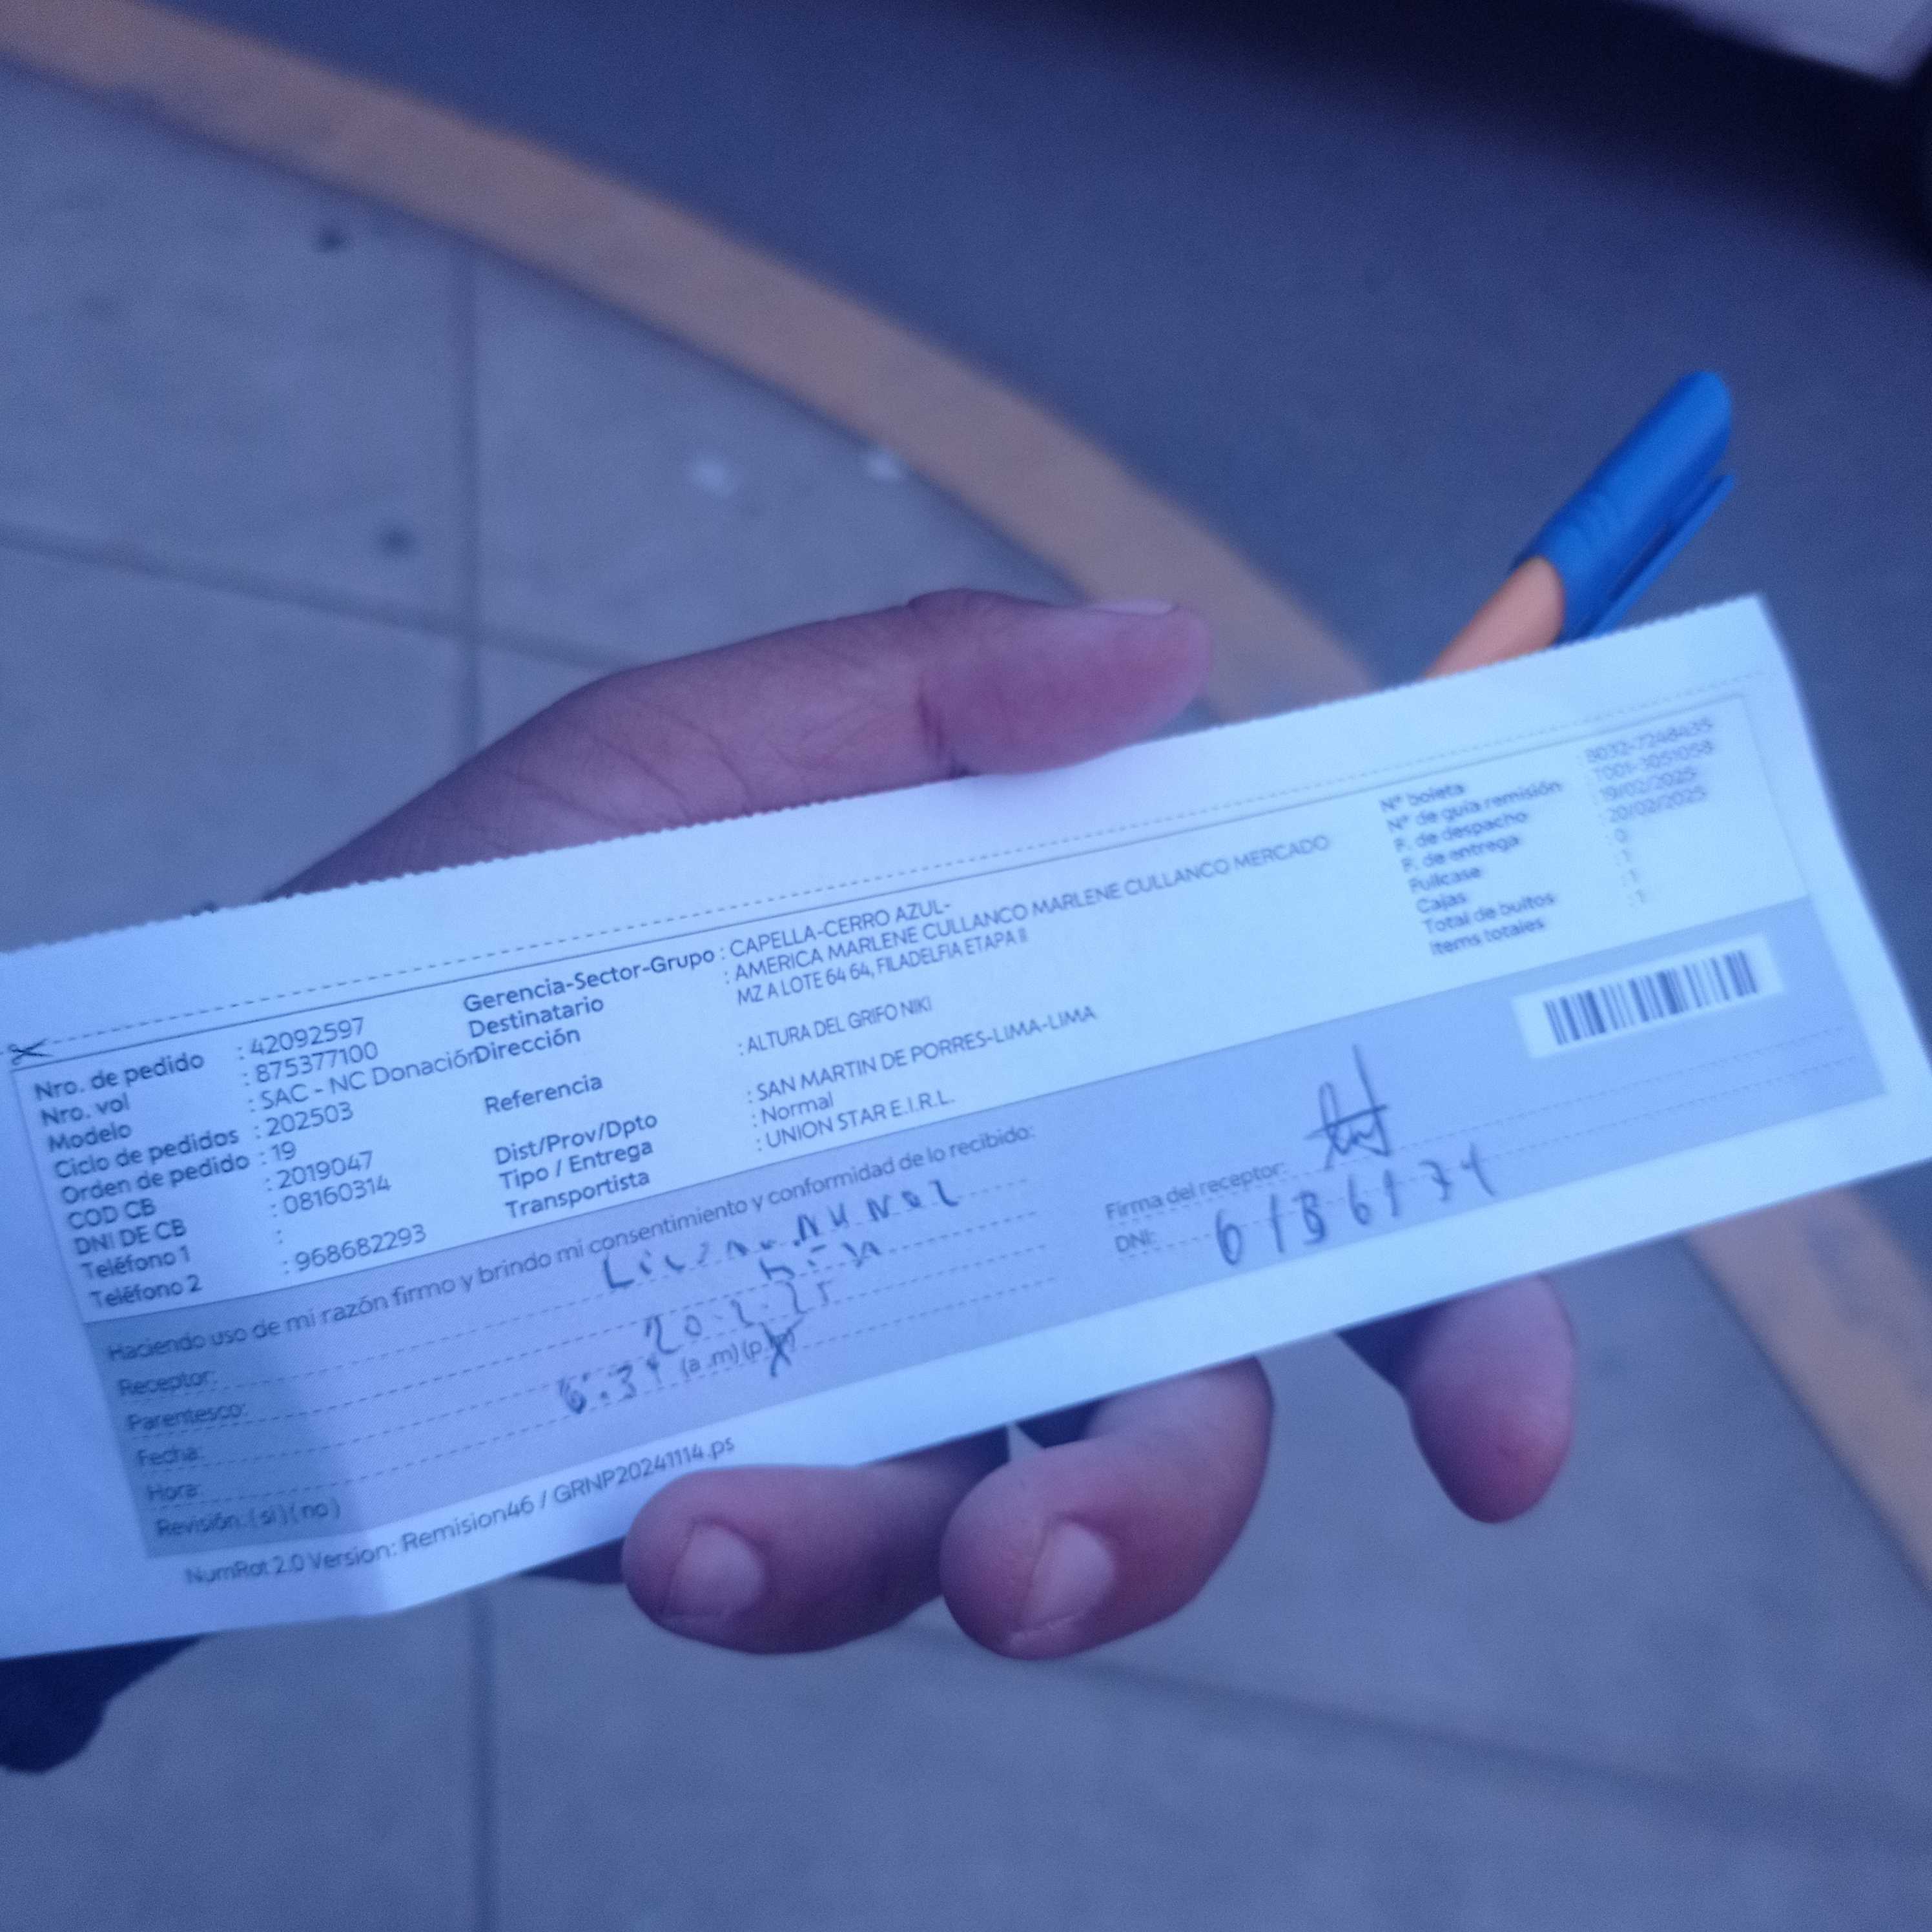 Nro. de pedido : 42092597
Nro. vol : 875377100
Modelo : SAC - NC Donación
Ciclo de pedidos : 202503
Orden de pedido : 19
COD CB : 2019047
DNI DE CB : 08160314
Teléfono 1 :
Teléfono 2 : 968682293
Gerencia-Sector-Grupo : CAPELLA-CERRO AZUL-
Destinatario : AMERICA MARLENE CULLANCO MARLENE CULLANCO MERCADO
Dirección MZ A LOTE 64 64, FILADELFIA ETAPA II
Referencia : ALTURA DEL GRIFO NIKI
Dist/Prov/Dpto : SAN MARTIN DE PORRES-LIMA-LIMA
Tipo / Entrega : Normal
Transportista : UNION STAR E.I.R.L.
N° boleta :
N° de guía remisión : T001-3051058
F. de despacho : 19/02/2025
F. de entrega : 20/02/2025
Fullcase : 0
Cajas : 1
Total de bultos : 1
Items totales : 1
Haciendo uso de mi razón firmo y brindo mi consentimiento y conformidad de lo recibido:
Receptor:
Parentesco:
Fecha: 20.2.25
Hora: 6:34 (a.m) (p.m)
Revisión: ( si ) ( no )
Firma del receptor:
DNI:
NumRot 2.0 Version: Remision46 / GRNP20241114.ps